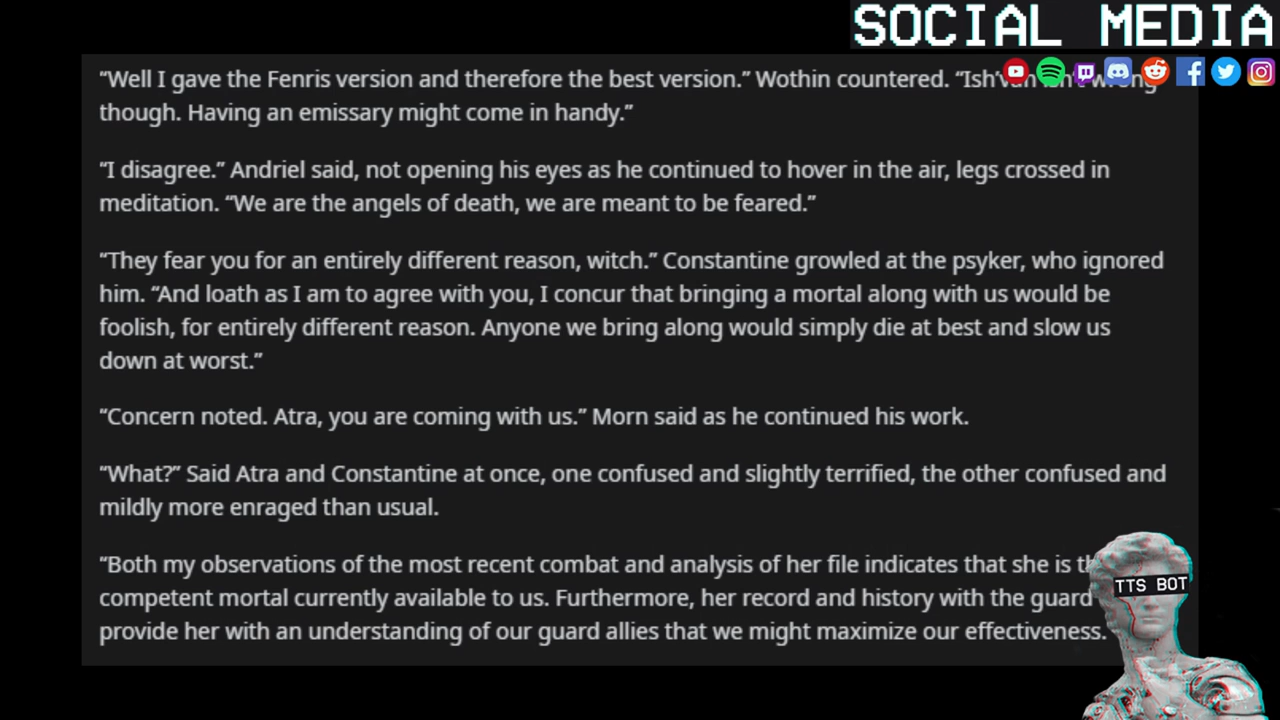 SOCIAL MEDIA
“Well I gave the Fenris version and therefore the best version.” Wothin countered. “Ish'van isn't wrong
though. Having an emissary might come in handy.”
“I disagree.” Andriel said, not opening his eyes as he continued to hover in the air, legs crossed in
meditation. “We are the angels of death, we are meant to be feared.”
“They fear you for an entirely different reason, witch.” Constantine growled at the psyker, who ignored
him. “And loath as I am to agree with you, I concur that bringing a mortal along with us would be
foolish, for entirely different reason. Anyone we bring along would simply die at best and slow us
down at worst.”
“Concern noted. Atra, you are coming with us.” Morn said as he continued his work.
“What?” Said Atra and Constantine at once, one confused and slightly terrified, the other confused and
mildly more enraged than usual.
“Both my observations of the most recent combat and analysis of her file indicates that she is
competent mortal currently available to us. Furthermore, her record and history with the guard
provide her with an understanding of our guard allies that we might maximize our effectiveness.
TTS BOT